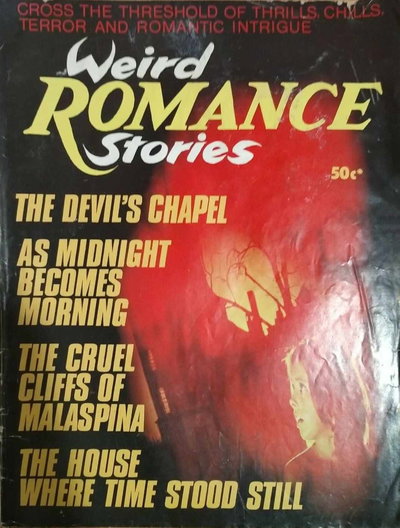 CROSS THE THRESHOLD OF THRILLS, CHILLS,
TERROR AND ROMANTIC INTRIGUE
Weird
ROMANCE
Stories
50c*
THE DEVIL'S CHAPEL
AS MIDNIGHT
BECOMES
MORNING
THE CRUEL
CLIFFS OF
MALASPINA
THE HOUSE
WHERE TIME STOOD STILL